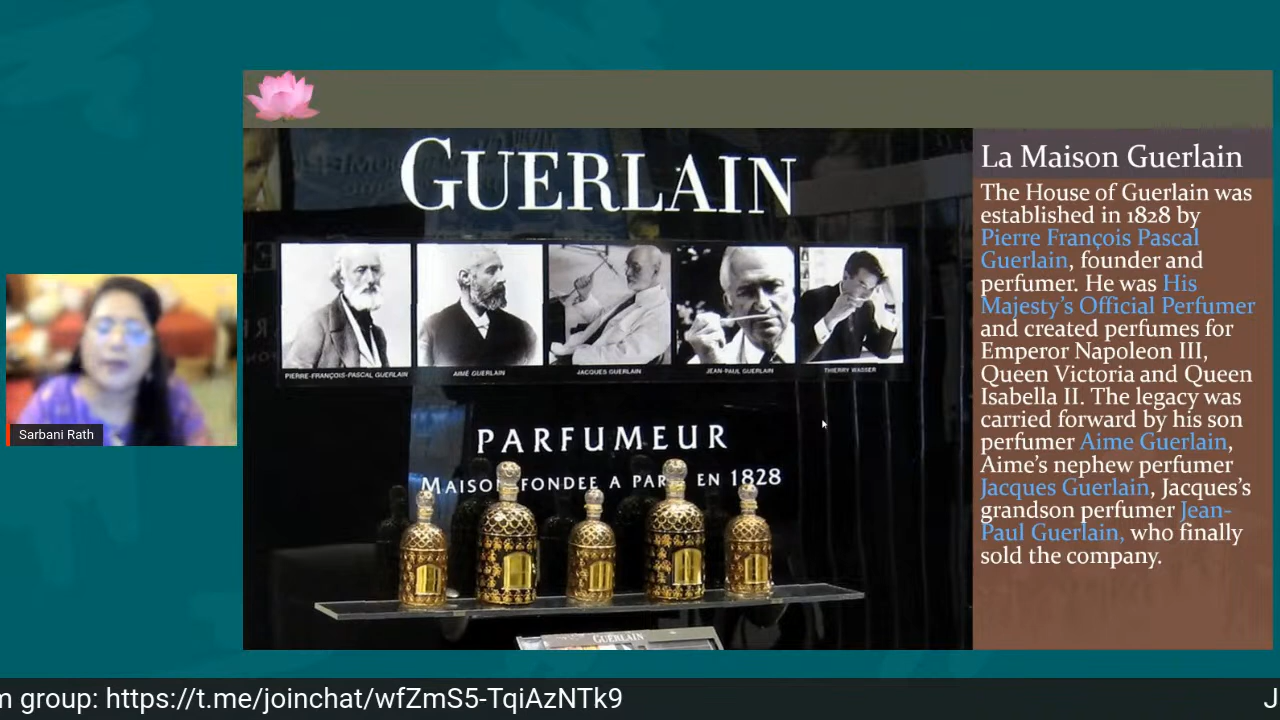 GUERLAIN
PIERRE-FRANÇOIS-PASCAL GUERLAIN
AIMÉ GUERLAIN
JACQUES GUERLAIN
JEAN-PAUL GUERLAIN
THIERRY WASSER
PARFUMEUR
MAISON FONDEE A PARIS EN 1828
GUERLAIN
La Maison Guerlain
The House of Guerlain was
established in 1828 by
Pierre François Pascal
Guerlain, founder and
perfumer. He was His
Majesty's Official Perfumer
and created perfumes for
Emperor Napoleon III,
Queen Victoria and Queen
Isabella II. The legacy was
carried forward by his son
perfumer Aime Guerlain,
Aime's nephew perfumer
Jacques Guerlain, Jacques's
grandson perfumer Jean-
Paul Guerlain, who finally
sold the company.
Sarbani Rath
m group: https://t.me/joinchat/wfZmS5-TqiAzNTk9
J